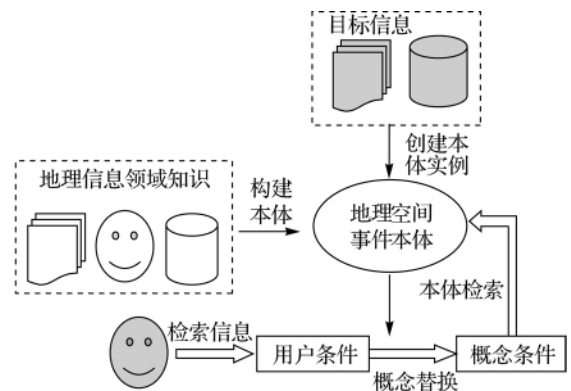 目标信息
创建本
体实例
地理信息领域知识
构建
本体
地理空间
事件本体
本体检索
检索信息
用户条件
概念替换
概念条件